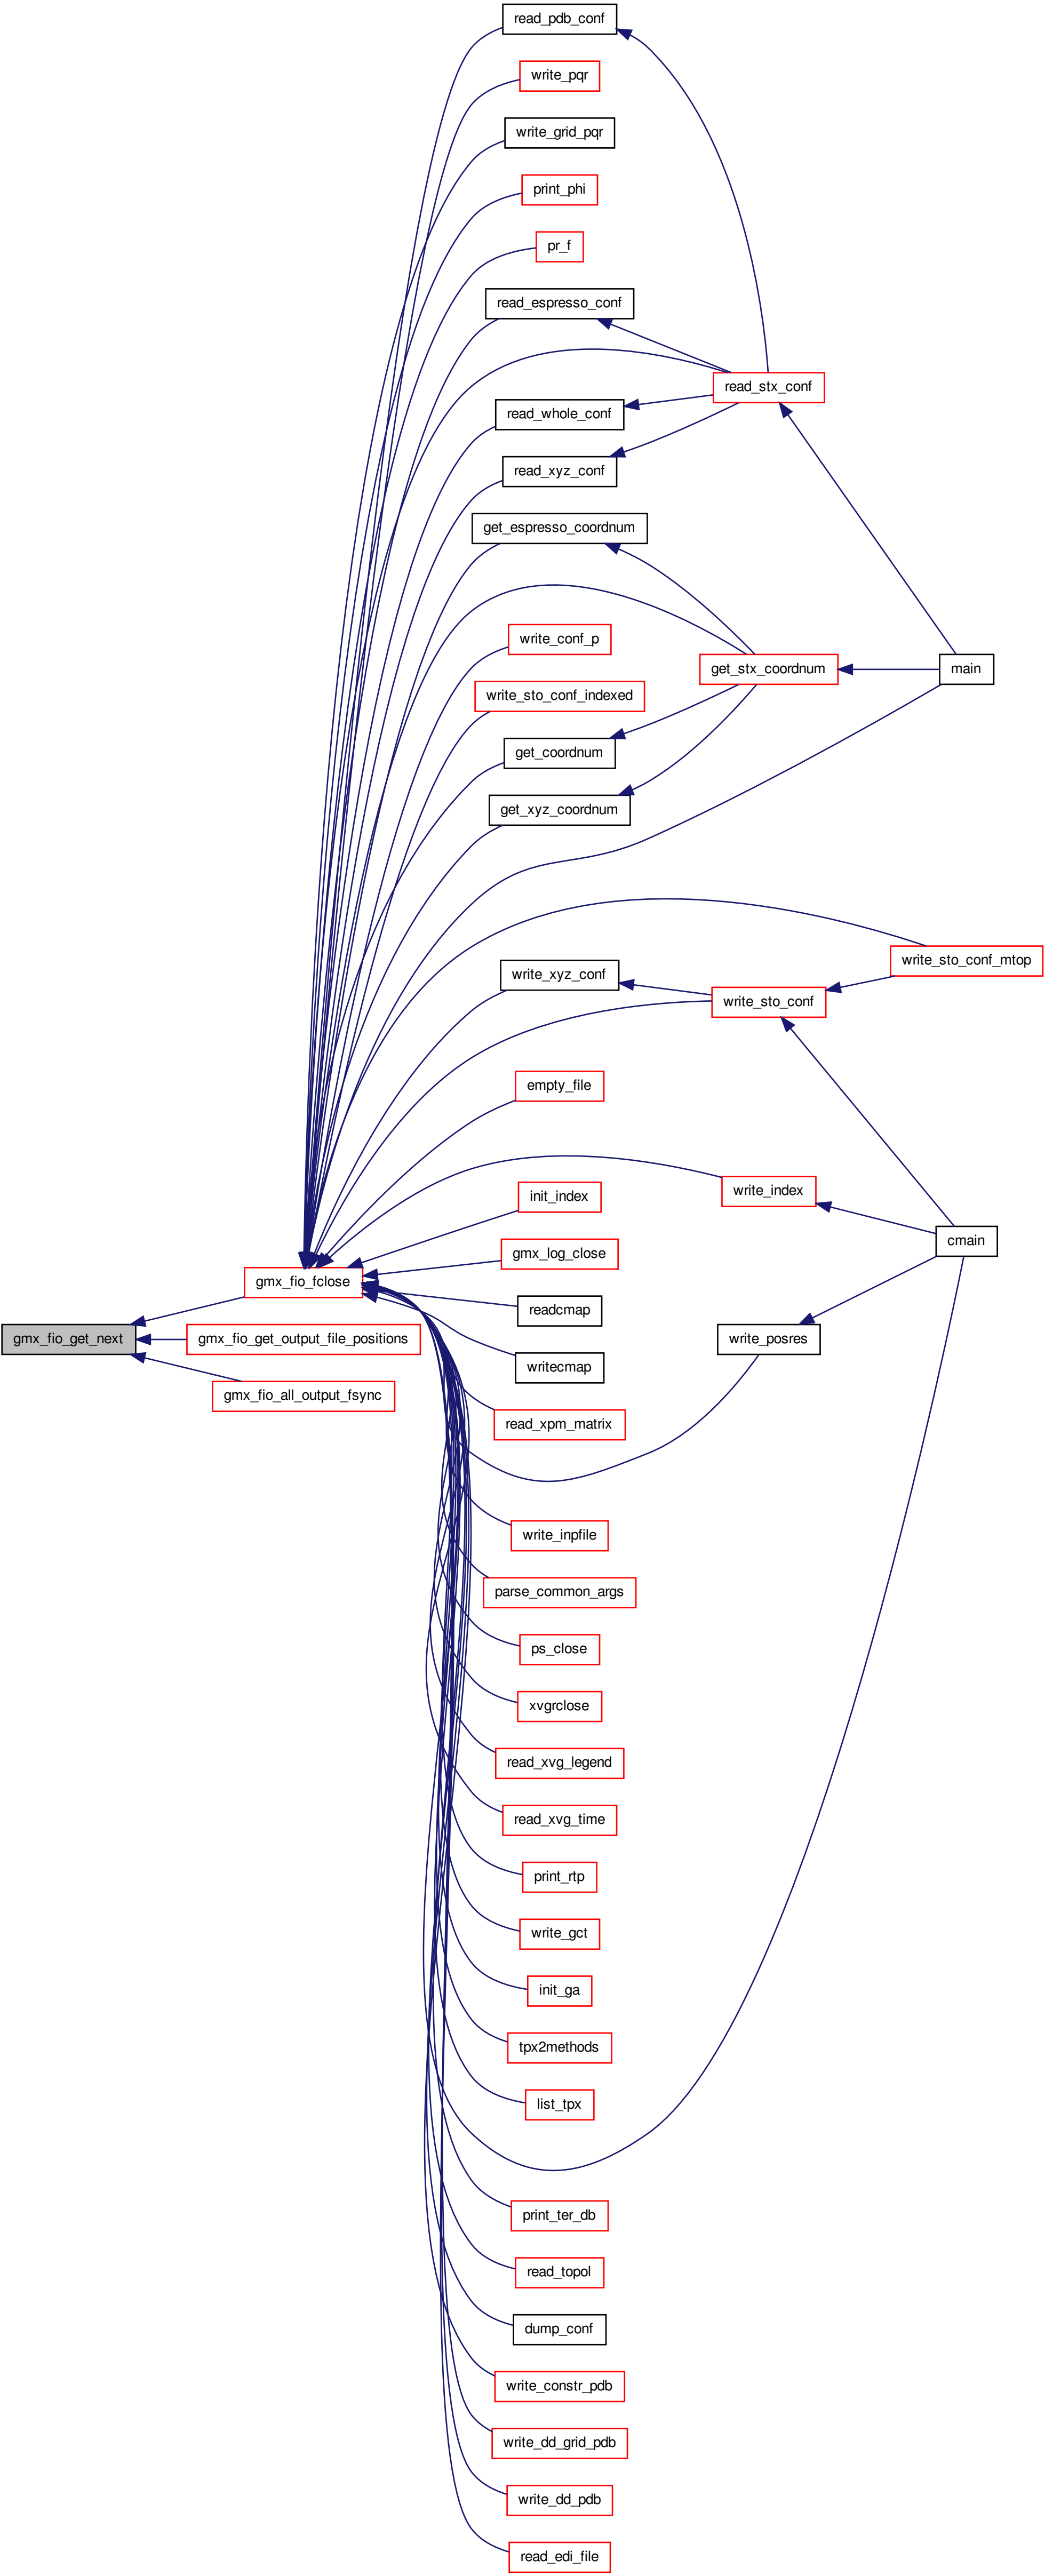 read_pdb_conf
write_pqr
write_grid_pqr
print_phi
pr_f
read_espresso_conf
read_stx_conf
read_whole_conf
read_xyz_conf
get_espresso_coordnum
write_conf_p
get_stx_coordnum
main
write_sto_conf_indexed
get_coordnum
get_xyz_coordnum
write_sto_conf_mtop
write_xyz_conf
write_sto_conf
empty_file
write_index
init_index
cmain
gmx_log_close
gmx_fio_fclose
readcmap
gmx_fio_get_next
gmx_fio_get_output_file_positions
write_posres
writecmap
gmx_fio_all_output_fsync
read_xpm_matrix
write_inpfile
parse_common_args
ps_close
xvgrclose
read_xvg_legend
read_xvg_time
print_rtp
write_gct
init_ga
tpx2methods
list_tpx
print_ter_db
read_topol
dump_conf
write_constr_pdb
write_dd_grid_pdb
write_dd_pdb
read_edi_file